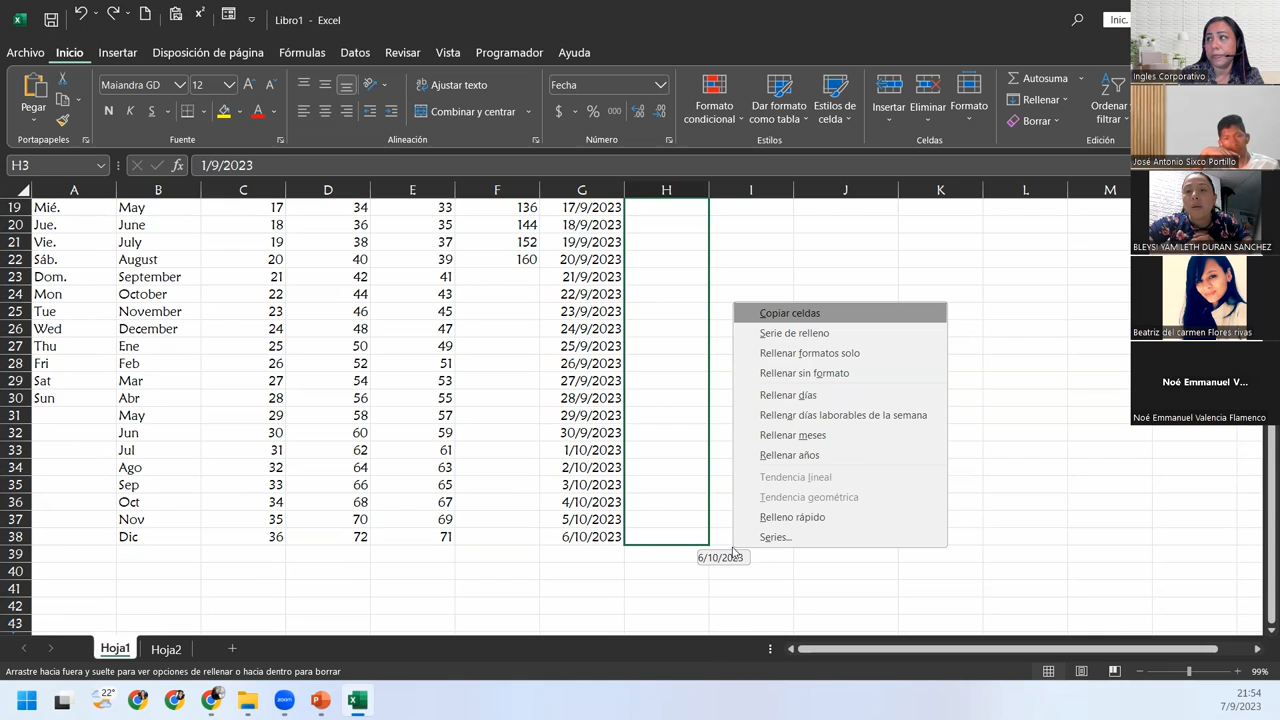 Libro1 - Excel
Inic.
Archivo Inicio Insertar Disposición de página Fórmulas Datos Revisar Vista Programador Ayuda
Pegar
Maiandra GD 12
N K S
Ajustar texto
Combinar y centrar
Fecha
$ % 000
Formato condicional
Dar formato como tabla
Estilos de celda
Insertar Eliminar Formato
Autosuma
Rellenar
Borrar
Ordenar filtrar
Portapapeles Fuente Alineación Número Estilos Celdas Edición
H3 fx 1/9/2023
A B C D E F G H I J K L M
19 Mié. May 17 34 33 136 17/9/2023
20 Jue. June 18 36 35 144 18/9/2023
21 Vie. July 19 38 37 152 19/9/2023
22 Sáb. August 20 40 39 160 20/9/2023
23 Dom. September 21 42 41 21/9/2023
24 Mon October 22 44 43 22/9/2023
25 Tue November 23 46 45 23/9/2023
26 Wed December 24 48 47 24/9/2023
27 Thu Ene 25 50 49 25/9/2023
28 Fri Feb 26 52 51 26/9/2023
29 Sat Mar 27 54 53 27/9/2023
30 Sun Abr 28 56 55 28/9/2023
31 May 29 58 57 29/9/2023
32 Jun 30 60 59 30/9/2023
33 Jul 31 62 61 1/10/2023
34 Ago 32 64 63 2/10/2023
35 Sep 33 66 65 3/10/2023
36 Oct 34 68 67 4/10/2023
37 Nov 35 70 69 5/10/2023
38 Dic 36 72 71 6/10/2023
39
40
41
42
43
Copiar celdas
Serie de relleno
Rellenar formatos solo
Rellenar sin formato
Rellenar días
Rellenar días laborables de la semana
Rellenar meses
Rellenar años
Tendencia lineal
Tendencia geométrica
Relleno rápido
Series...
6/10/2023
Ingles Corporativo
José Antonio Sixco Portillo
BLEYSI YAMILETH DURAN SANCHEZ
Beatriz del carmen Flores rivas
Noé Emmanuel V...
Noé Emmanuel Valencia Flamenco
Hoja1 Hoja2
Arrastre hacia fuera y suelte para ver opciones de rellenar o hacia dentro para borrar
99%
22°
21:54
7/9/2023